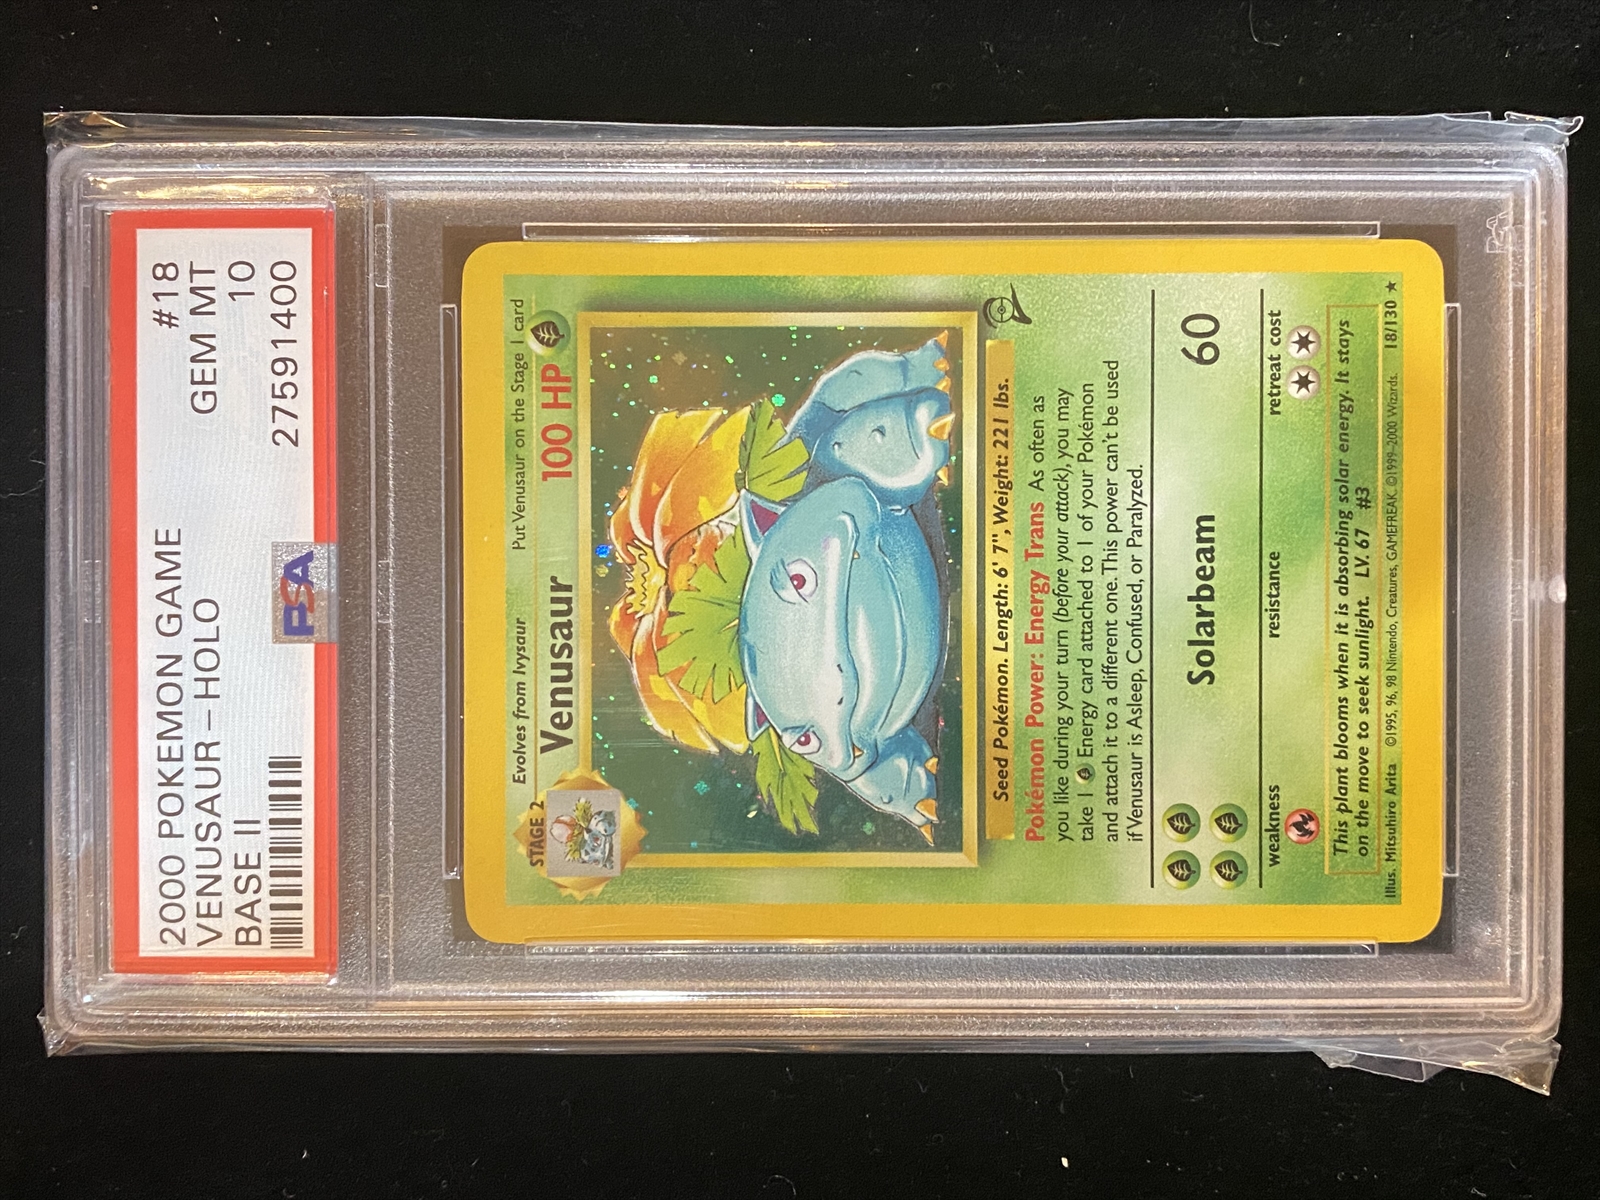 2000 POKEMON GAME #18
VENUSAUR-HOLO GEM MT
BASE II 10
27591400
PSA
Evolves from Ivysaur Put Venusaur on the Stage 1 card
STAGE 2
Venusaur 100 HP
Seed Pokémon. Length: 6' 7", Weight: 221 lbs.
Pokémon Power: Energy Trans As often as
you like during your turn (before your attack), you may
take 1 Energy card attached to 1 of your Pokémon
and attach it to a different one. This power can't be used
if Venusaur is Asleep, Confused, or Paralyzed.
Solarbeam 60
weakness resistance retreat cost
This plant blooms when it is absorbing solar energy. It stays
on the move to seek sunlight. LV. 67 #3
Illus. Mitsuhiro Arita ©1995, 96, 98 Nintendo, Creatures, GAMEFREAK. ©1999-2000 Wizards. 18/130 ★
PSA